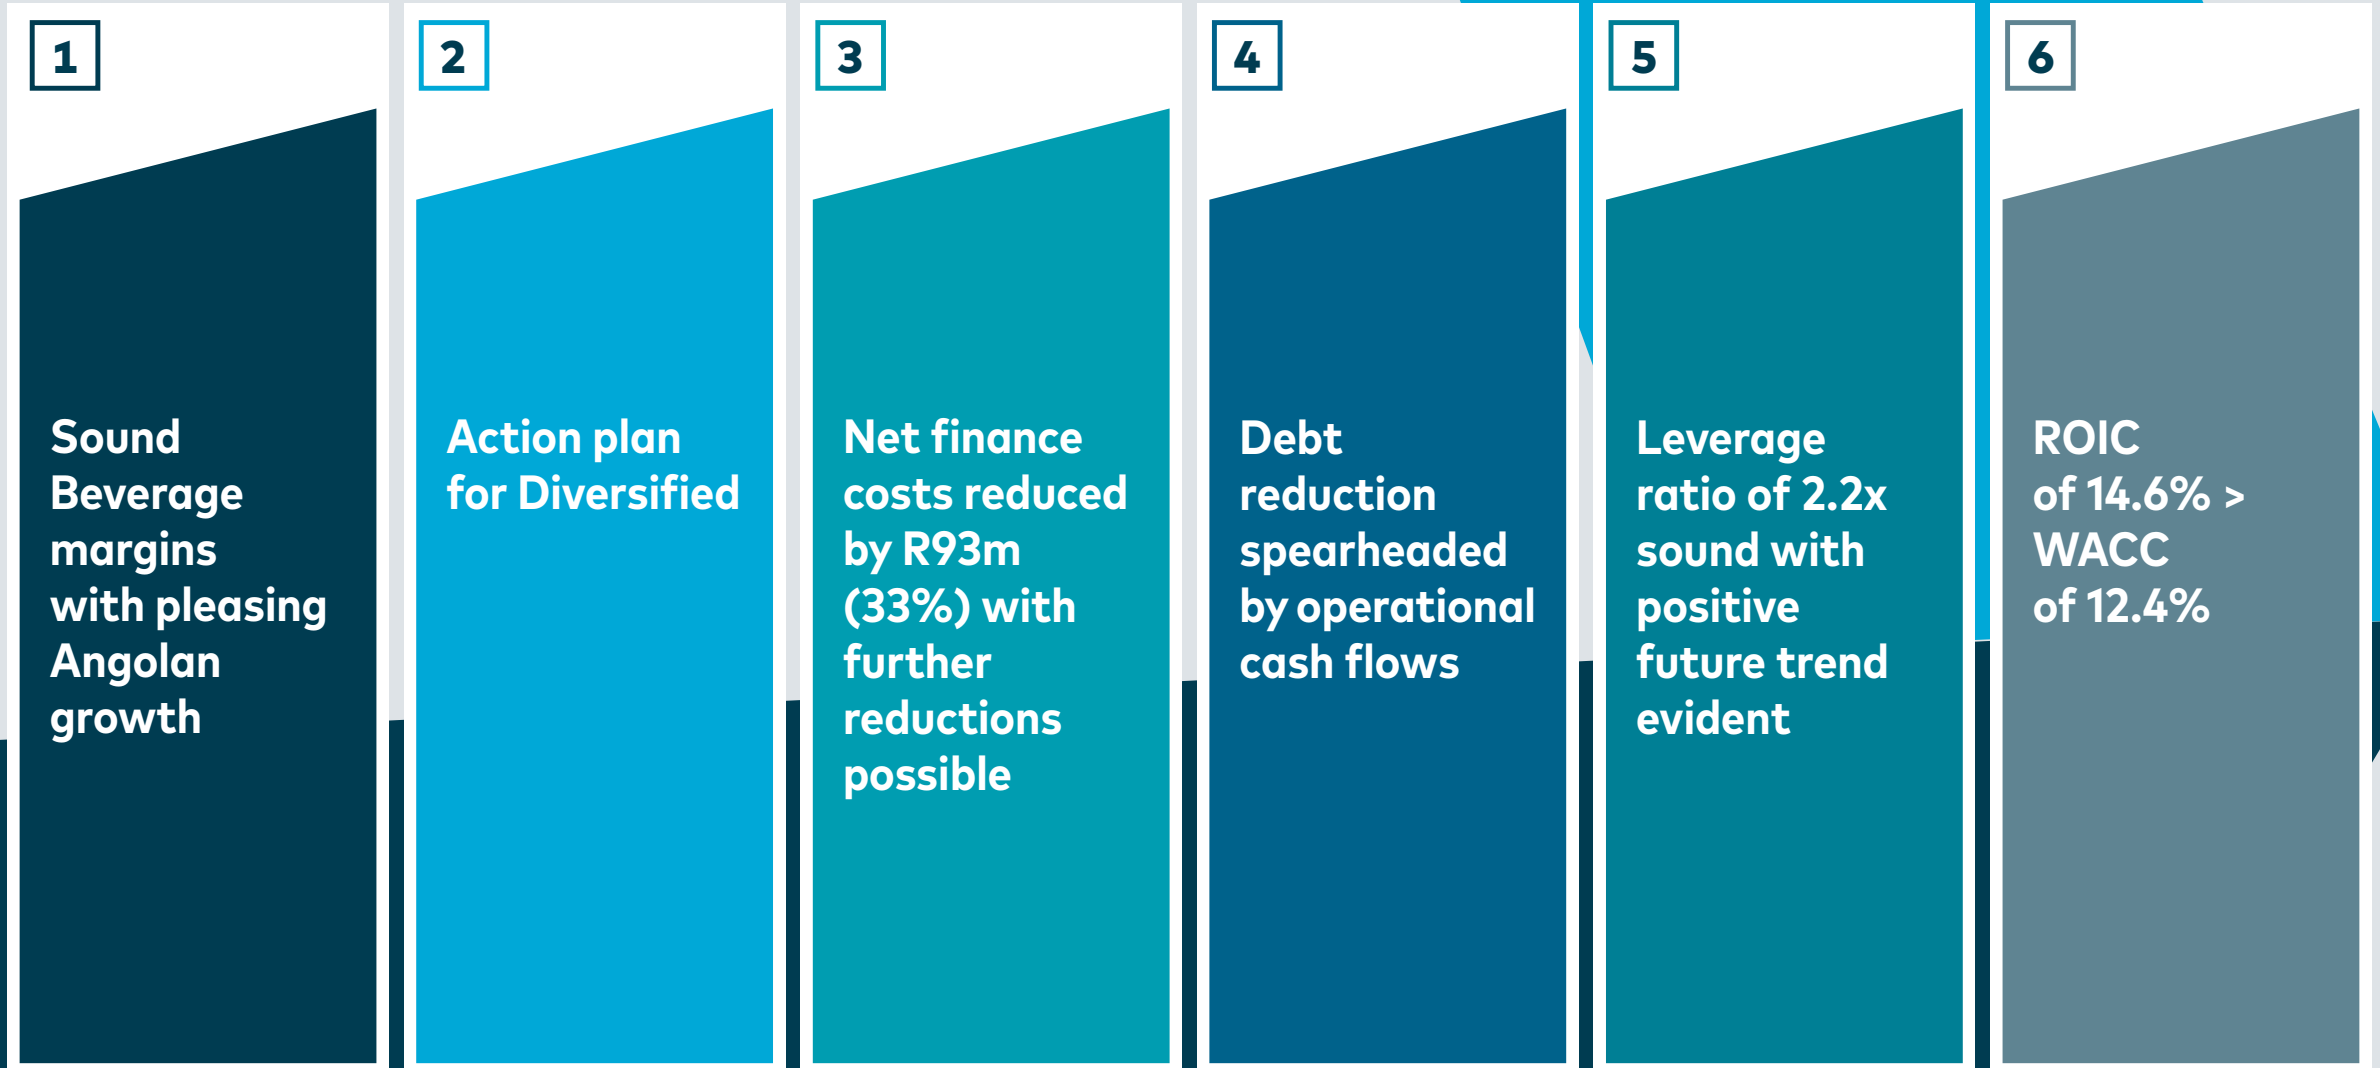 1
Sound
Beverage
margins
with pleasing
Angolan
growth
2
Action plan
for Diversified
3
Net finance
costs reduced
by R93m
(33%) with
further
reductions
possible
4
Debt
reduction
spearheaded
by operational
cash flows
5
Leverage
ratio of 2.2x
sound with
positive
future trend
evident
6
ROIC
of 14.6% >
WACC
of 12.4%